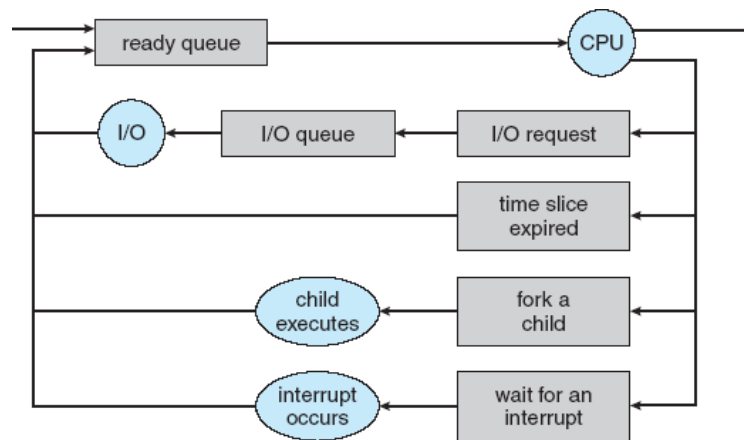 ready queue
CPU
I/O
I/O queue
I/O request
time slice
expired
child
executes
fork a
child
interrupt
occurs
wait for an
interrupt